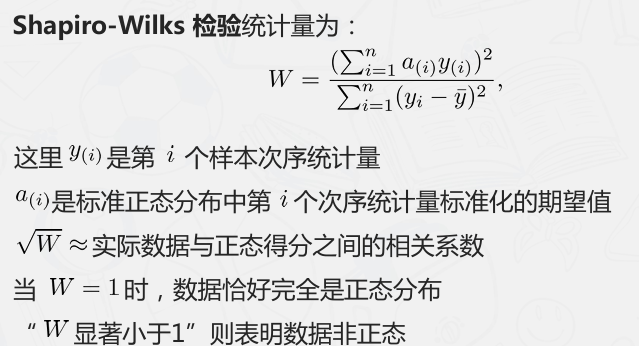 Shapiro-Wilks 检验统计量为：
W = \frac{(\sum_{i=1}^{n} a_{(i)} y_{(i)})^2}{\sum_{i=1}^{n} (y_i - \bar{y})^2},
这里 y_{(i)} 是第 i 个样本次序统计量
a_{(i)} 是标准正态分布中第 i 个次序统计量标准化的期望值
\sqrt{W} ≈ 实际数据与正态得分之间的相关系数
当 W = 1 时，数据恰好完全是正态分布
“ W 显著小于1”则表明数据非正态